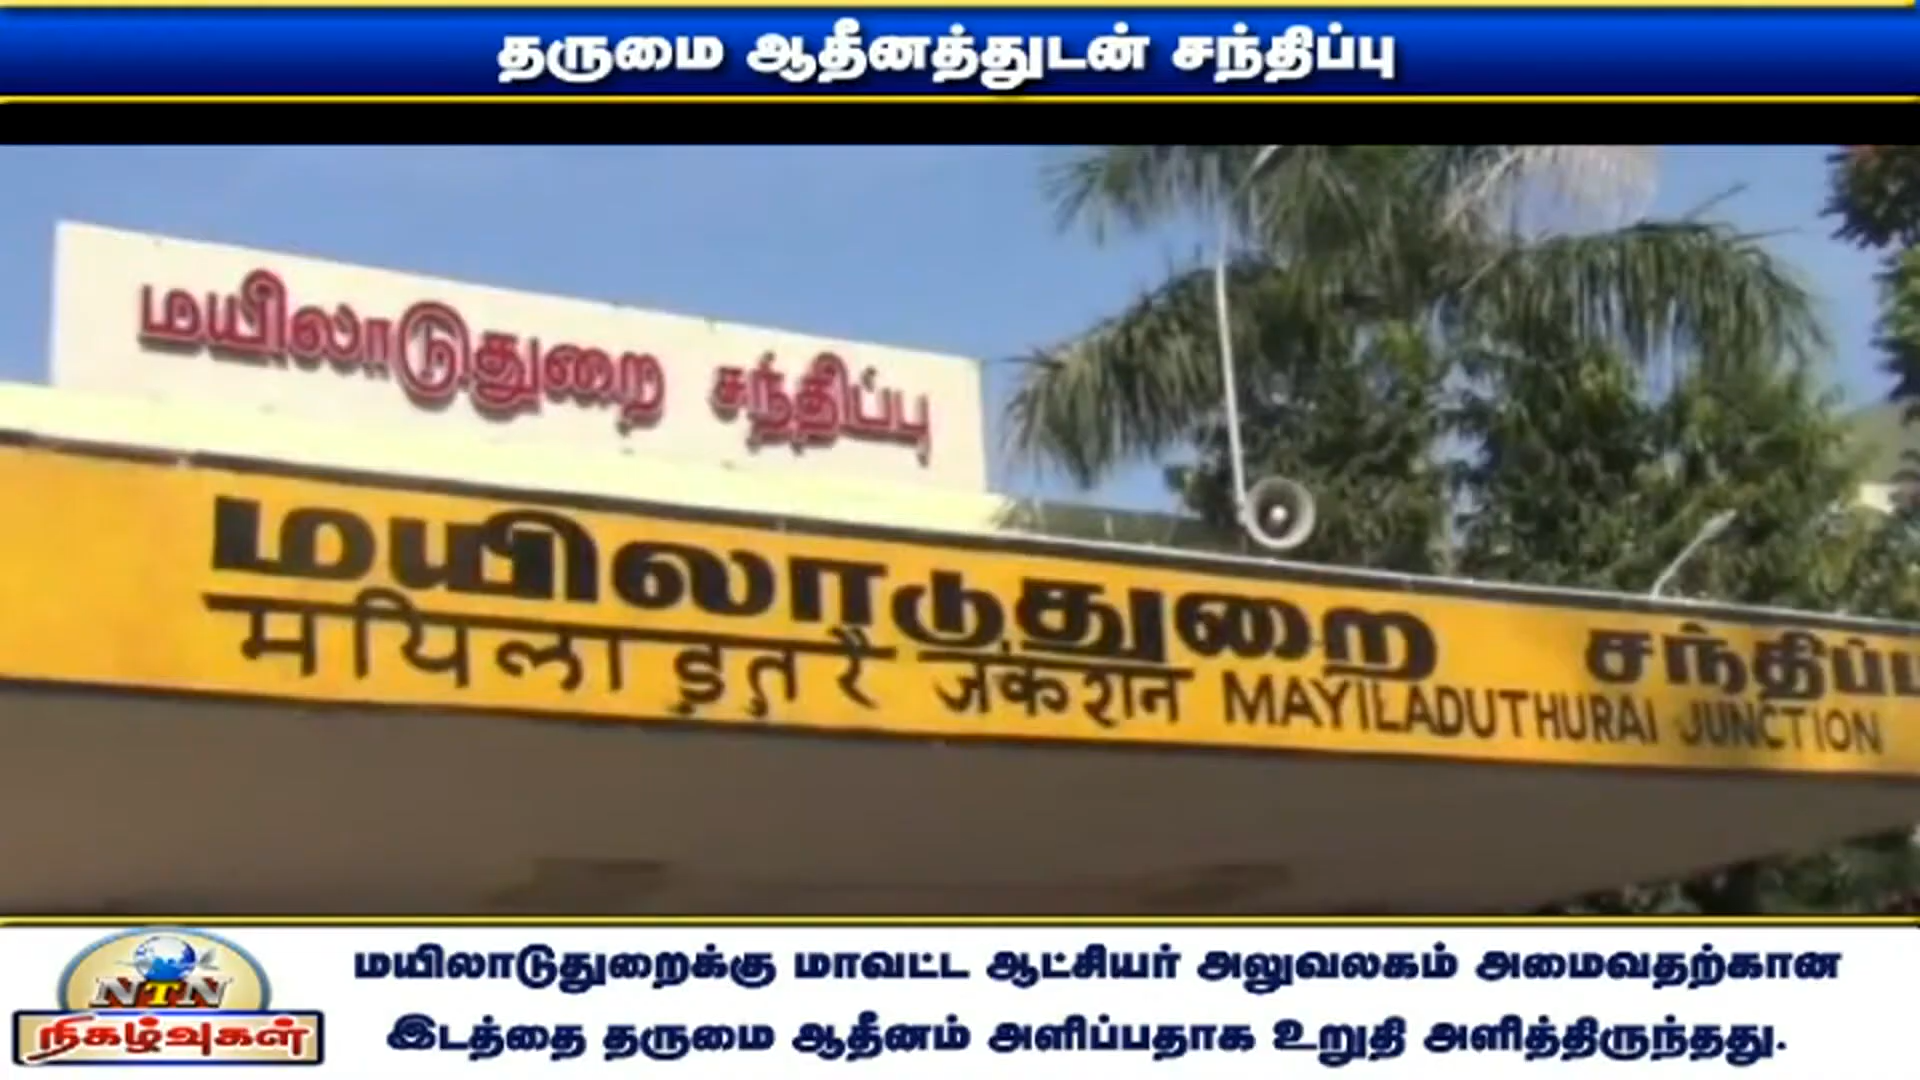 தருமை ஆதீனத்துடன் சந்திப்பு
மயிலாடுதுறை சந்திப்பு
மயிலாடுதுறை சந்திப்பு
मयिलाडुतुरै जंकशन MAYILADUTHURAI JUNCTION
NTN
நிகழ்வுகள்
மயிலாடுதுறைக்கு மாவட்ட ஆட்சியர் அலுவலகம் அமைவதற்கான
இடத்தை தருமை ஆதீனம் அளிப்பதாக உறுதி அளித்திருந்தது.